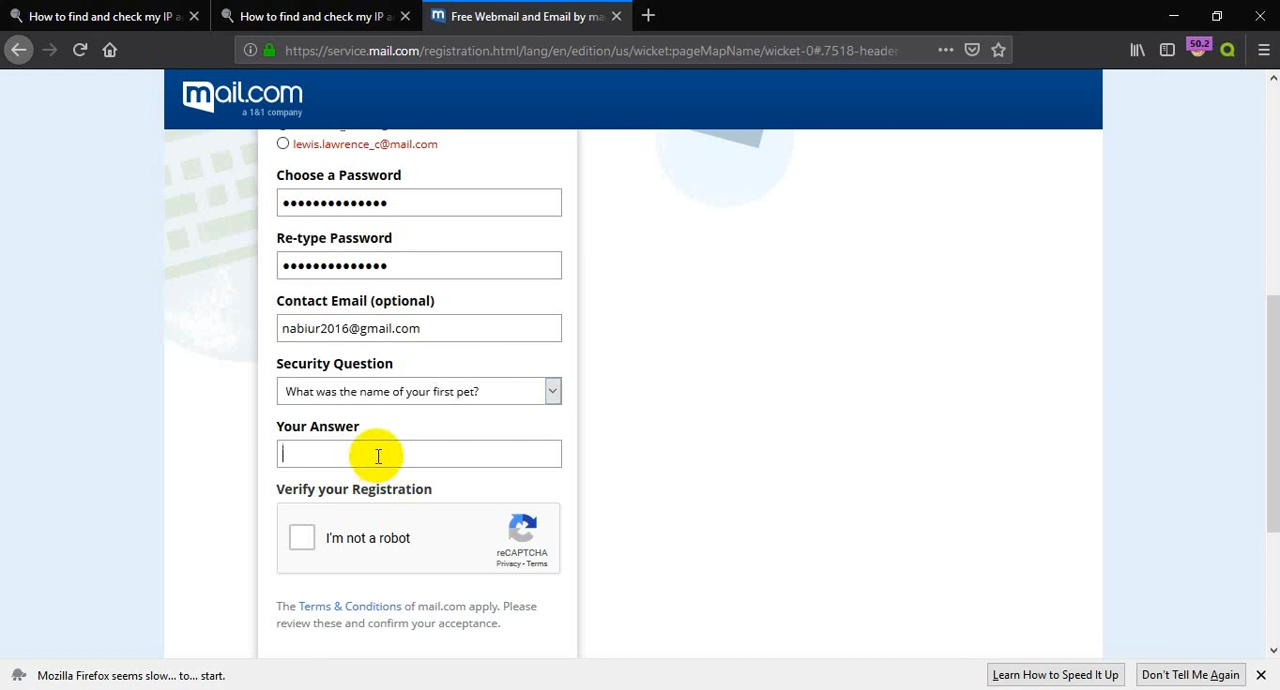 How to find and check my IP a
How to find and check my IP a
Free Webmail and Email by ma
https://service.mail.com/registration.html/lang/en/edition/us/wicket:pageMapName/wicket-0#.7518-header-
50.2
mail.com
a 1&1 company
lewis.lawrence_c@mail.com
Choose a Password
Re-type Password
Contact Email (optional)
nabiur2016@gmail.com
Security Question
What was the name of your first pet?
Your Answer
Verify your Registration
I'm not a robot
reCAPTCHA
Privacy - Terms
The Terms & Conditions of mail.com apply. Please
review these and confirm your acceptance.
Mozilla Firefox seems slow... to... start.
Learn How to Speed It Up
Don't Tell Me Again